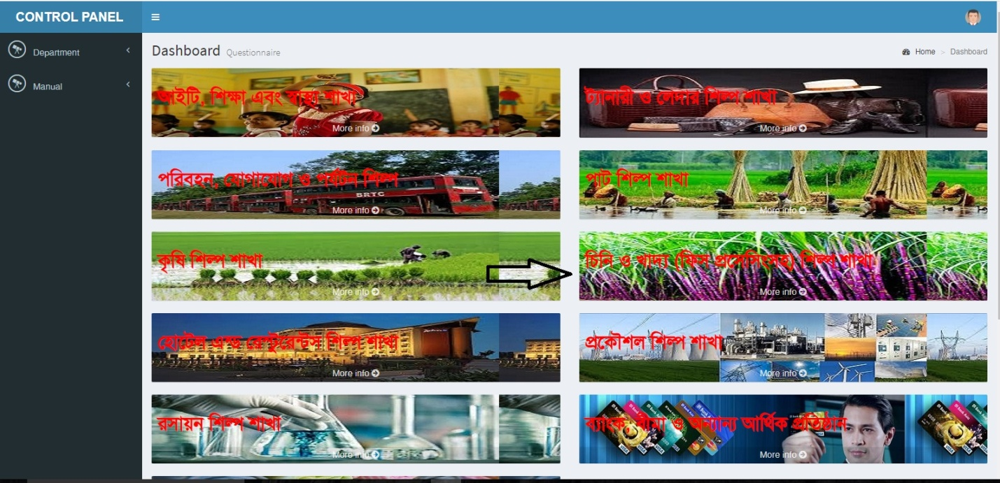 CONTROL PANEL
Department
Manual
Dashboard Questionnaire
Home > Dashboard
আইটি, শিক্ষা এবং স্বাস্থ্য শাখা
More info
ট্যানারী ও লেদার শিল্প শাখা
More info
পরিবহন, যোগাযোগ ও পর্যটন শিল্প
BRTC
More info
পাট শিল্প শাখা
More info
কৃষি শিল্প শাখা
More info
চিনি ও খাদ্য (ফিস প্রসেসিংসহ) শিল্প শাখা
More info
হোটেল এন্ড রেস্টুরেন্টস শিল্প শাখা
More info
প্রকৌশল শিল্প শাখা
More info
রসায়ন শিল্প শাখা
More info
ব্যাংক, বীমা ও অন্যান্য আর্থিক প্রতিষ্ঠান
More info